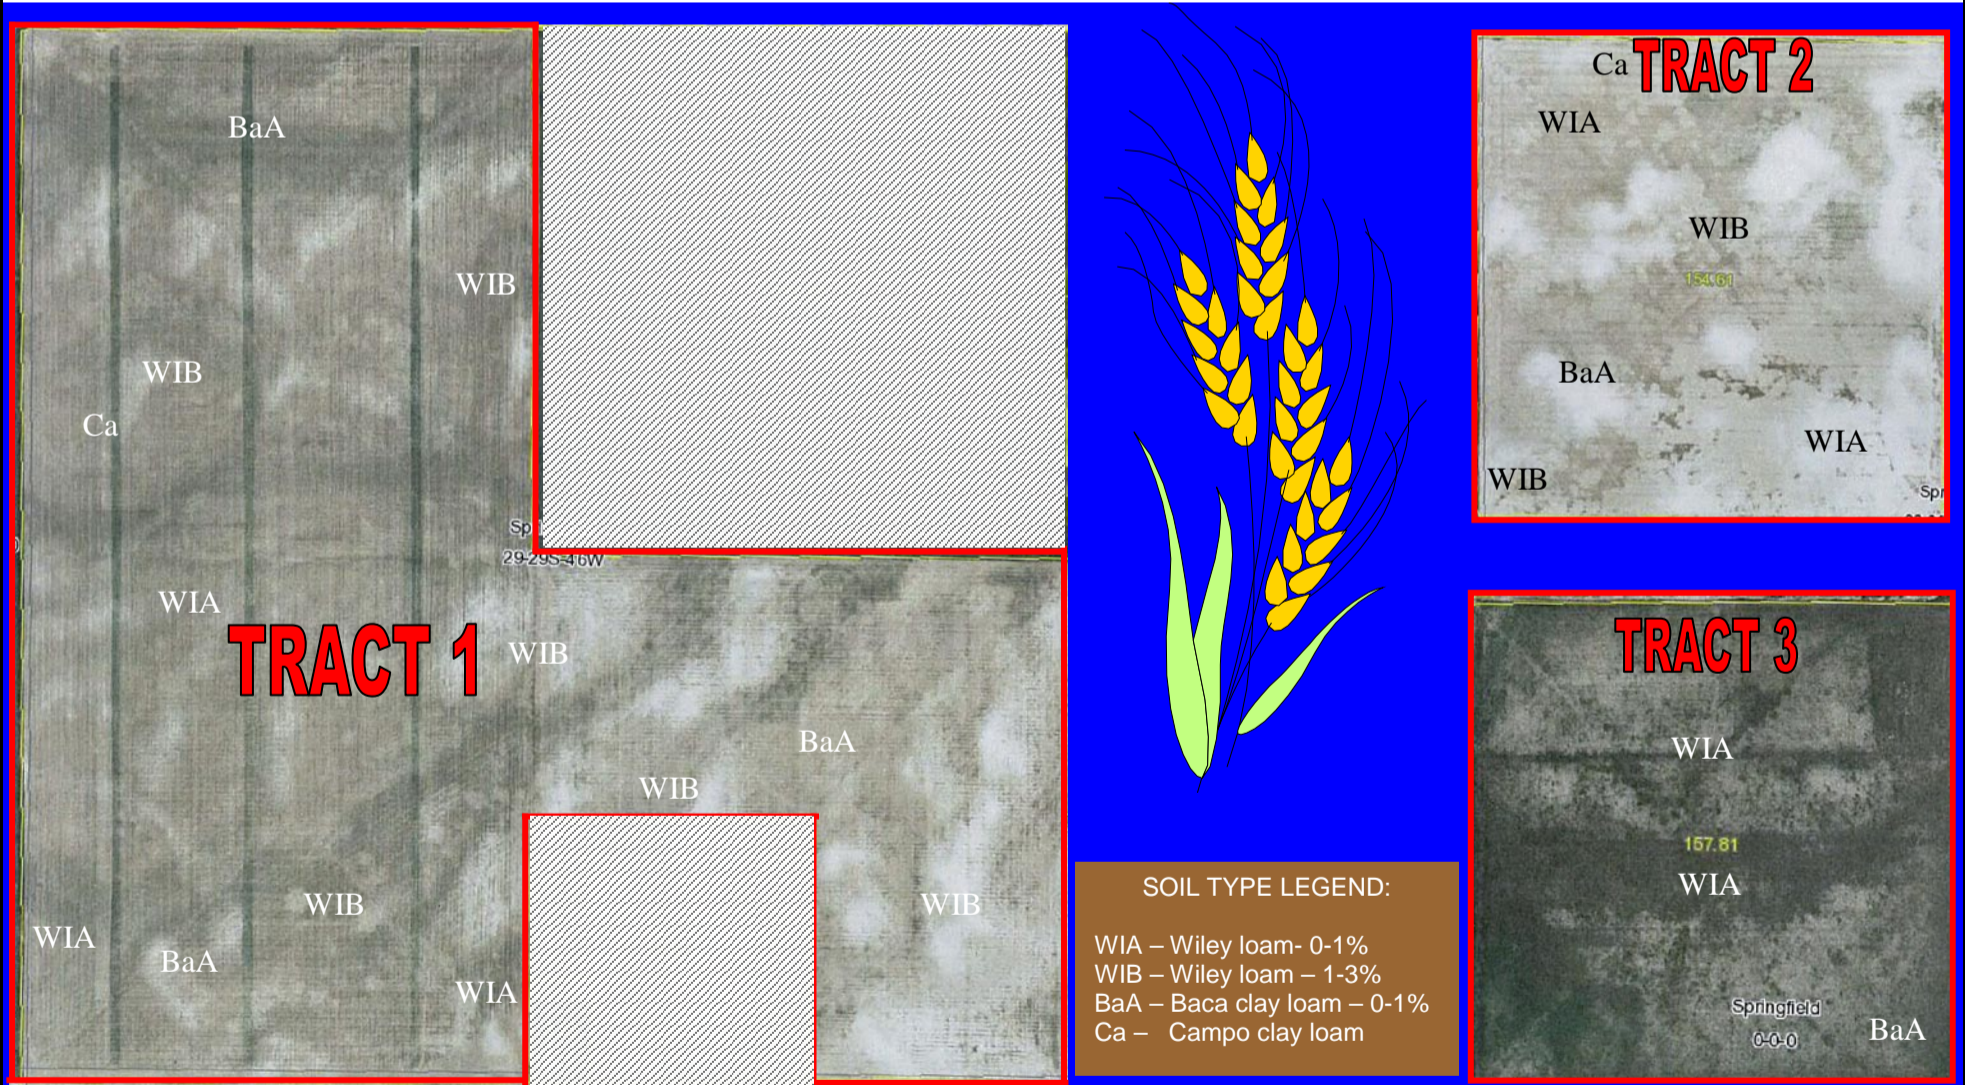 BaA
WIB
WIB
Ca
29-29S-46W
WIA
TRACT 1
WIB
BaA
WIB
WIB
WIB
WIA
BaA
WIA
Ca
TRACT 2
WIA
WIB
154.61
BaA
WIA
WIB
TRACT 3
WIA
157.81
WIA
Springfield
0-0-0
BaA
SOIL TYPE LEGEND:
WIA – Wiley loam- 0-1%
WIB – Wiley loam – 1-3%
BaA – Baca clay loam – 0-1%
Ca – Campo clay loam